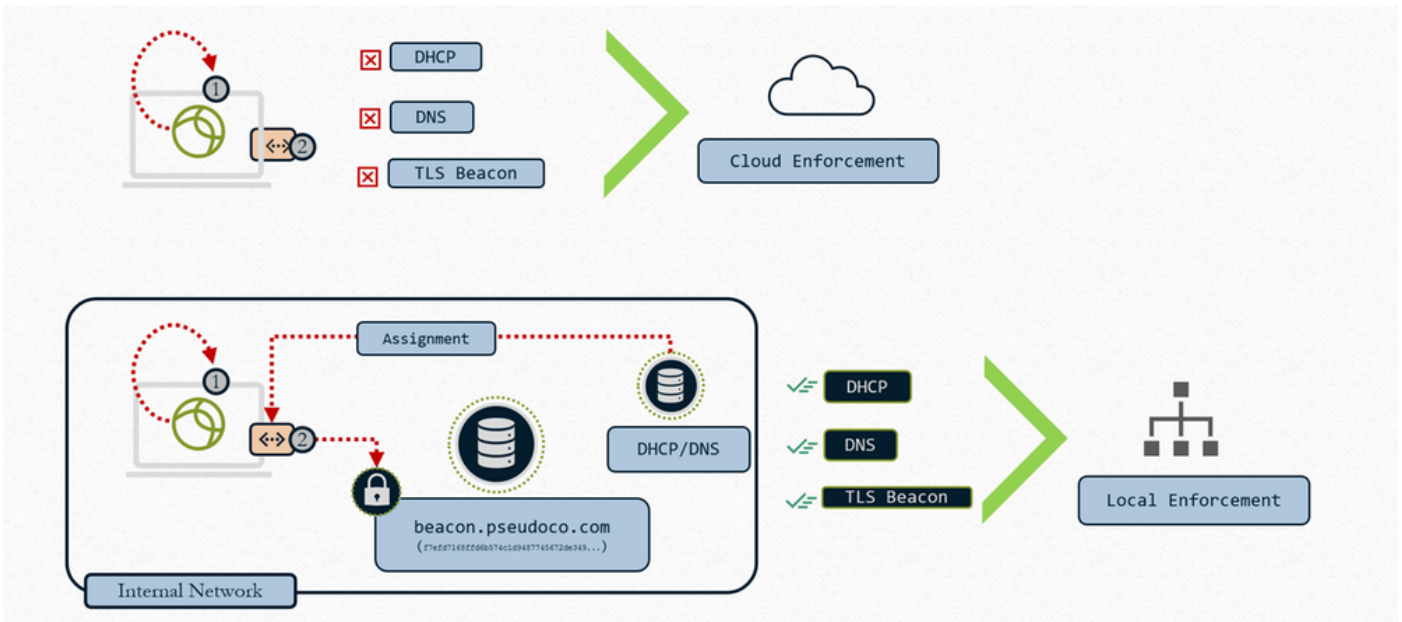 1
2
DHCP
DNS
TLS Beacon
Cloud Enforcement
Assignment
1
2
DHCP/DNS
beacon.pseudoco.com
(f7efd7168ffd6b574c1d9487745672de349...)
Internal Network
DHCP
DNS
TLS Beacon
Local Enforcement